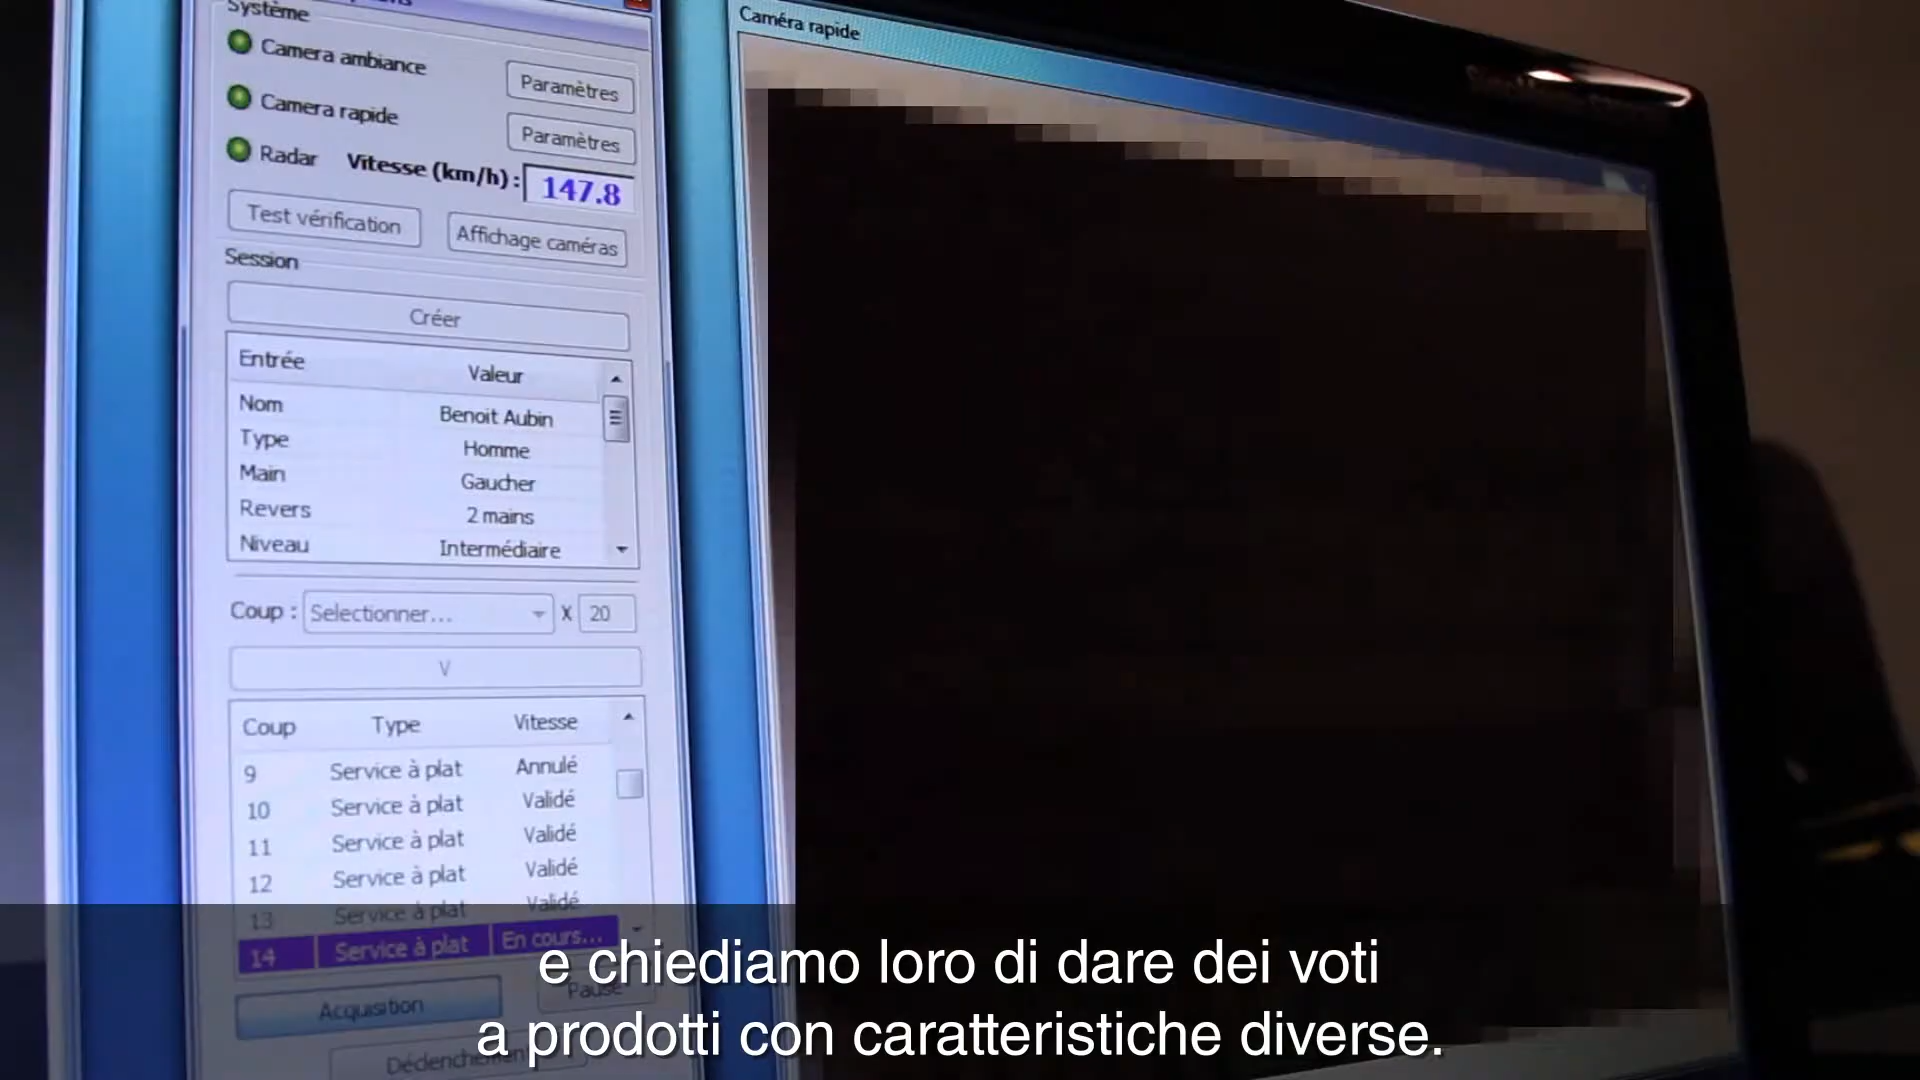 Système
Camera ambiance
Paramètres
Camera rapide
Paramètres
Radar
Vitesse (km/h) :
147.8
Test vérification
Affichage caméras
Session
Créer
Entrée Valeur
Nom Benoit Aubin
Type Homme
Main Gaucher
Revers 2 mains
Niveau Intermédiaire
Coup : Selectionner... X 20
V
Coup Type Vitesse
9 Service à plat Annulé
10 Service à plat Validé
11 Service à plat Validé
12 Service à plat Validé
13 Service à plat Validé
14 Service à plat En cours...
Acquisition
Pause
Caméra rapide
e chiediamo loro di dare dei voti
a prodotti con caratteristiche diverse.